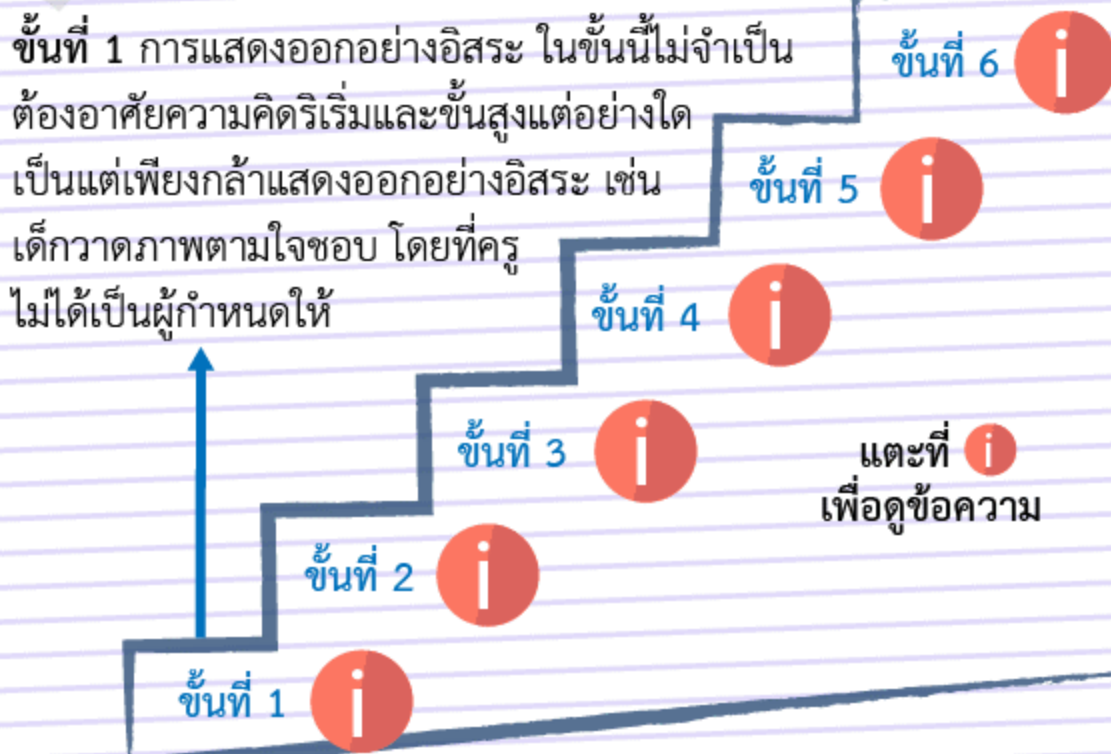 ขั้นที่ 1 การแสดงออกอย่างอิสระ ในขั้นนี้ไม่จำเป็น
ต้องอาศัยความคิดริเริ่มและขั้นสูงแต่อย่างใด
เป็นแต่เพียงกล้าแสดงออกอย่างอิสระ เช่น
เด็กวาดภาพตามใจชอบ โดยที่ครู
ไม่ได้เป็นผู้กำหนดให้
ขั้นที่ 6
ขั้นที่ 5
ขั้นที่ 4
ขั้นที่ 3
ขั้นที่ 2
ขั้นที่ 1
แตะที่ i
เพื่อดูข้อความ